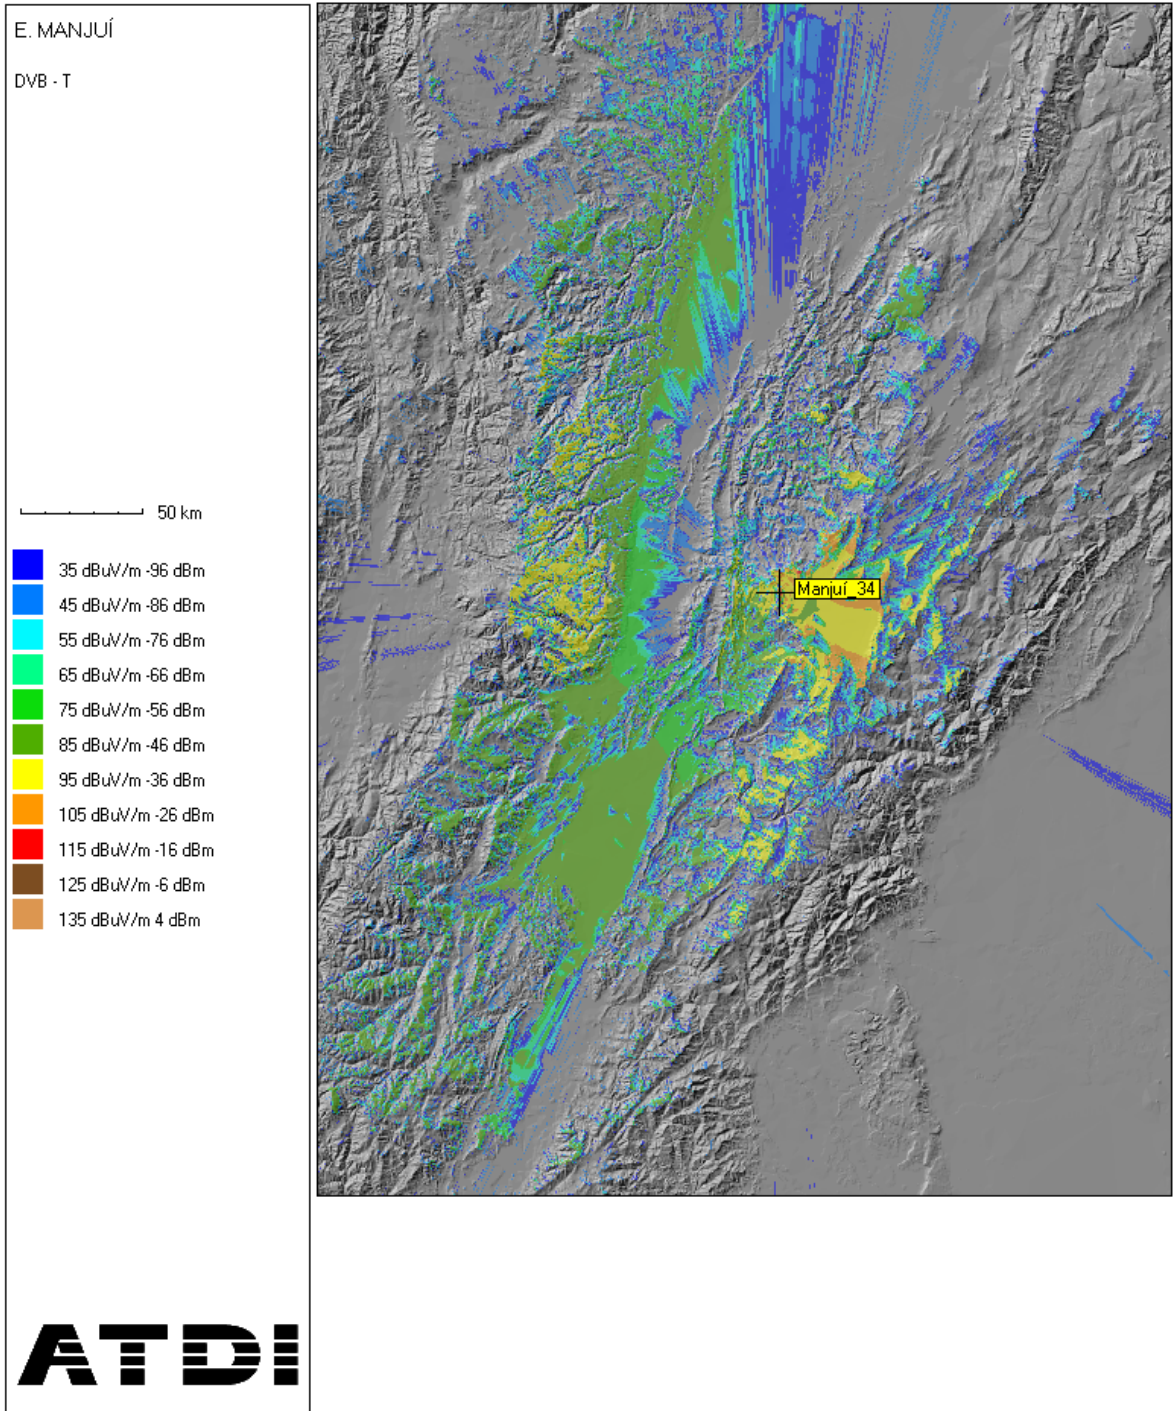 E. MANJUÍ
DVB - T
50 km
35 dBuV/m -96 dBm
45 dBuV/m -86 dBm
55 dBuV/m -76 dBm
65 dBuV/m -66 dBm
75 dBuV/m -56 dBm
85 dBuV/m -46 dBm
95 dBuV/m -36 dBm
105 dBuV/m -26 dBm
115 dBuV/m -16 dBm
125 dBuV/m -6 dBm
135 dBuV/m 4 dBm
ATDI
Manjuí_34